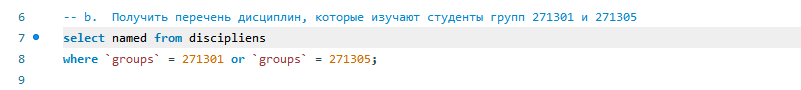 6 -- b. Получить перечень дисциплин, которые изучают студенты групп 271301 и 271305
7 select named from discipliens
8 where `groups` = 271301 or `groups` = 271305;
9